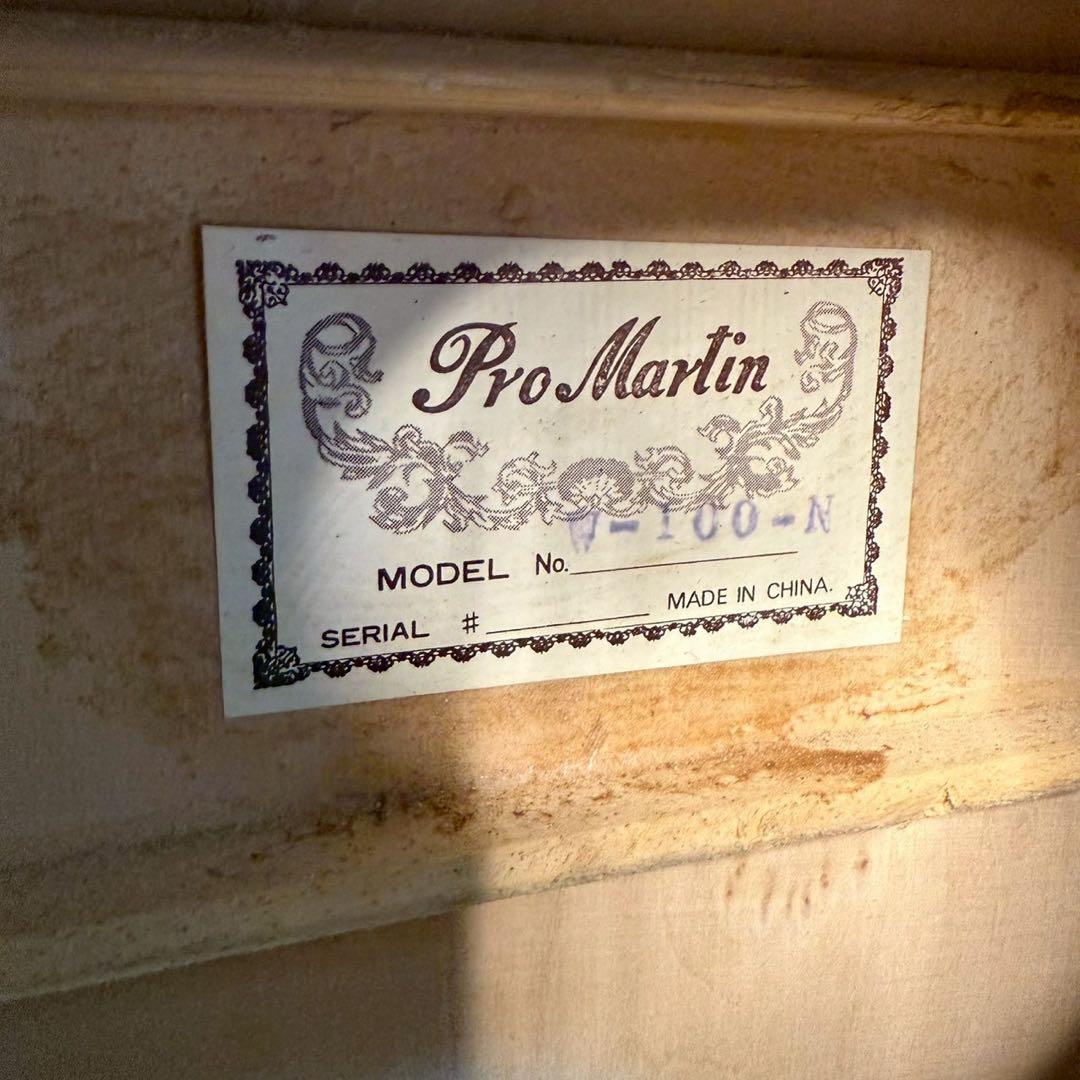 Pro Martin
W-100-N
MODEL No.
MADE IN CHINA.
SERIAL #